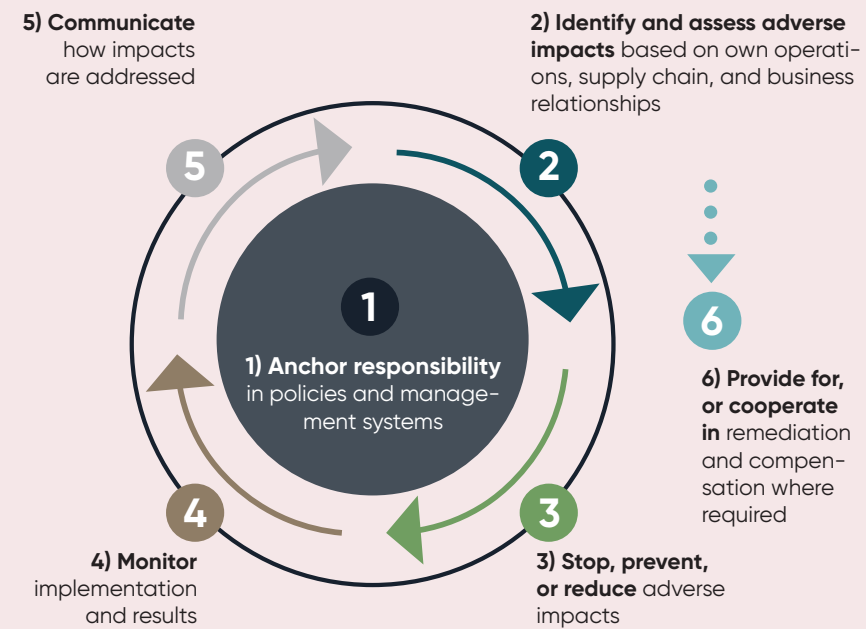 5) Communicate
how impacts
are addressed
2) Identify and assess adverse
impacts based on own operati-
ons, supply chain, and business
relationships
5
2
1
1) Anchor responsibility
in policies and manage-
ment systems
6
6) Provide for,
or cooperate
in remediation
and compen-
sation where
required
4
3
4) Monitor
implementation
and results
3) Stop, prevent,
or reduce adverse
impacts